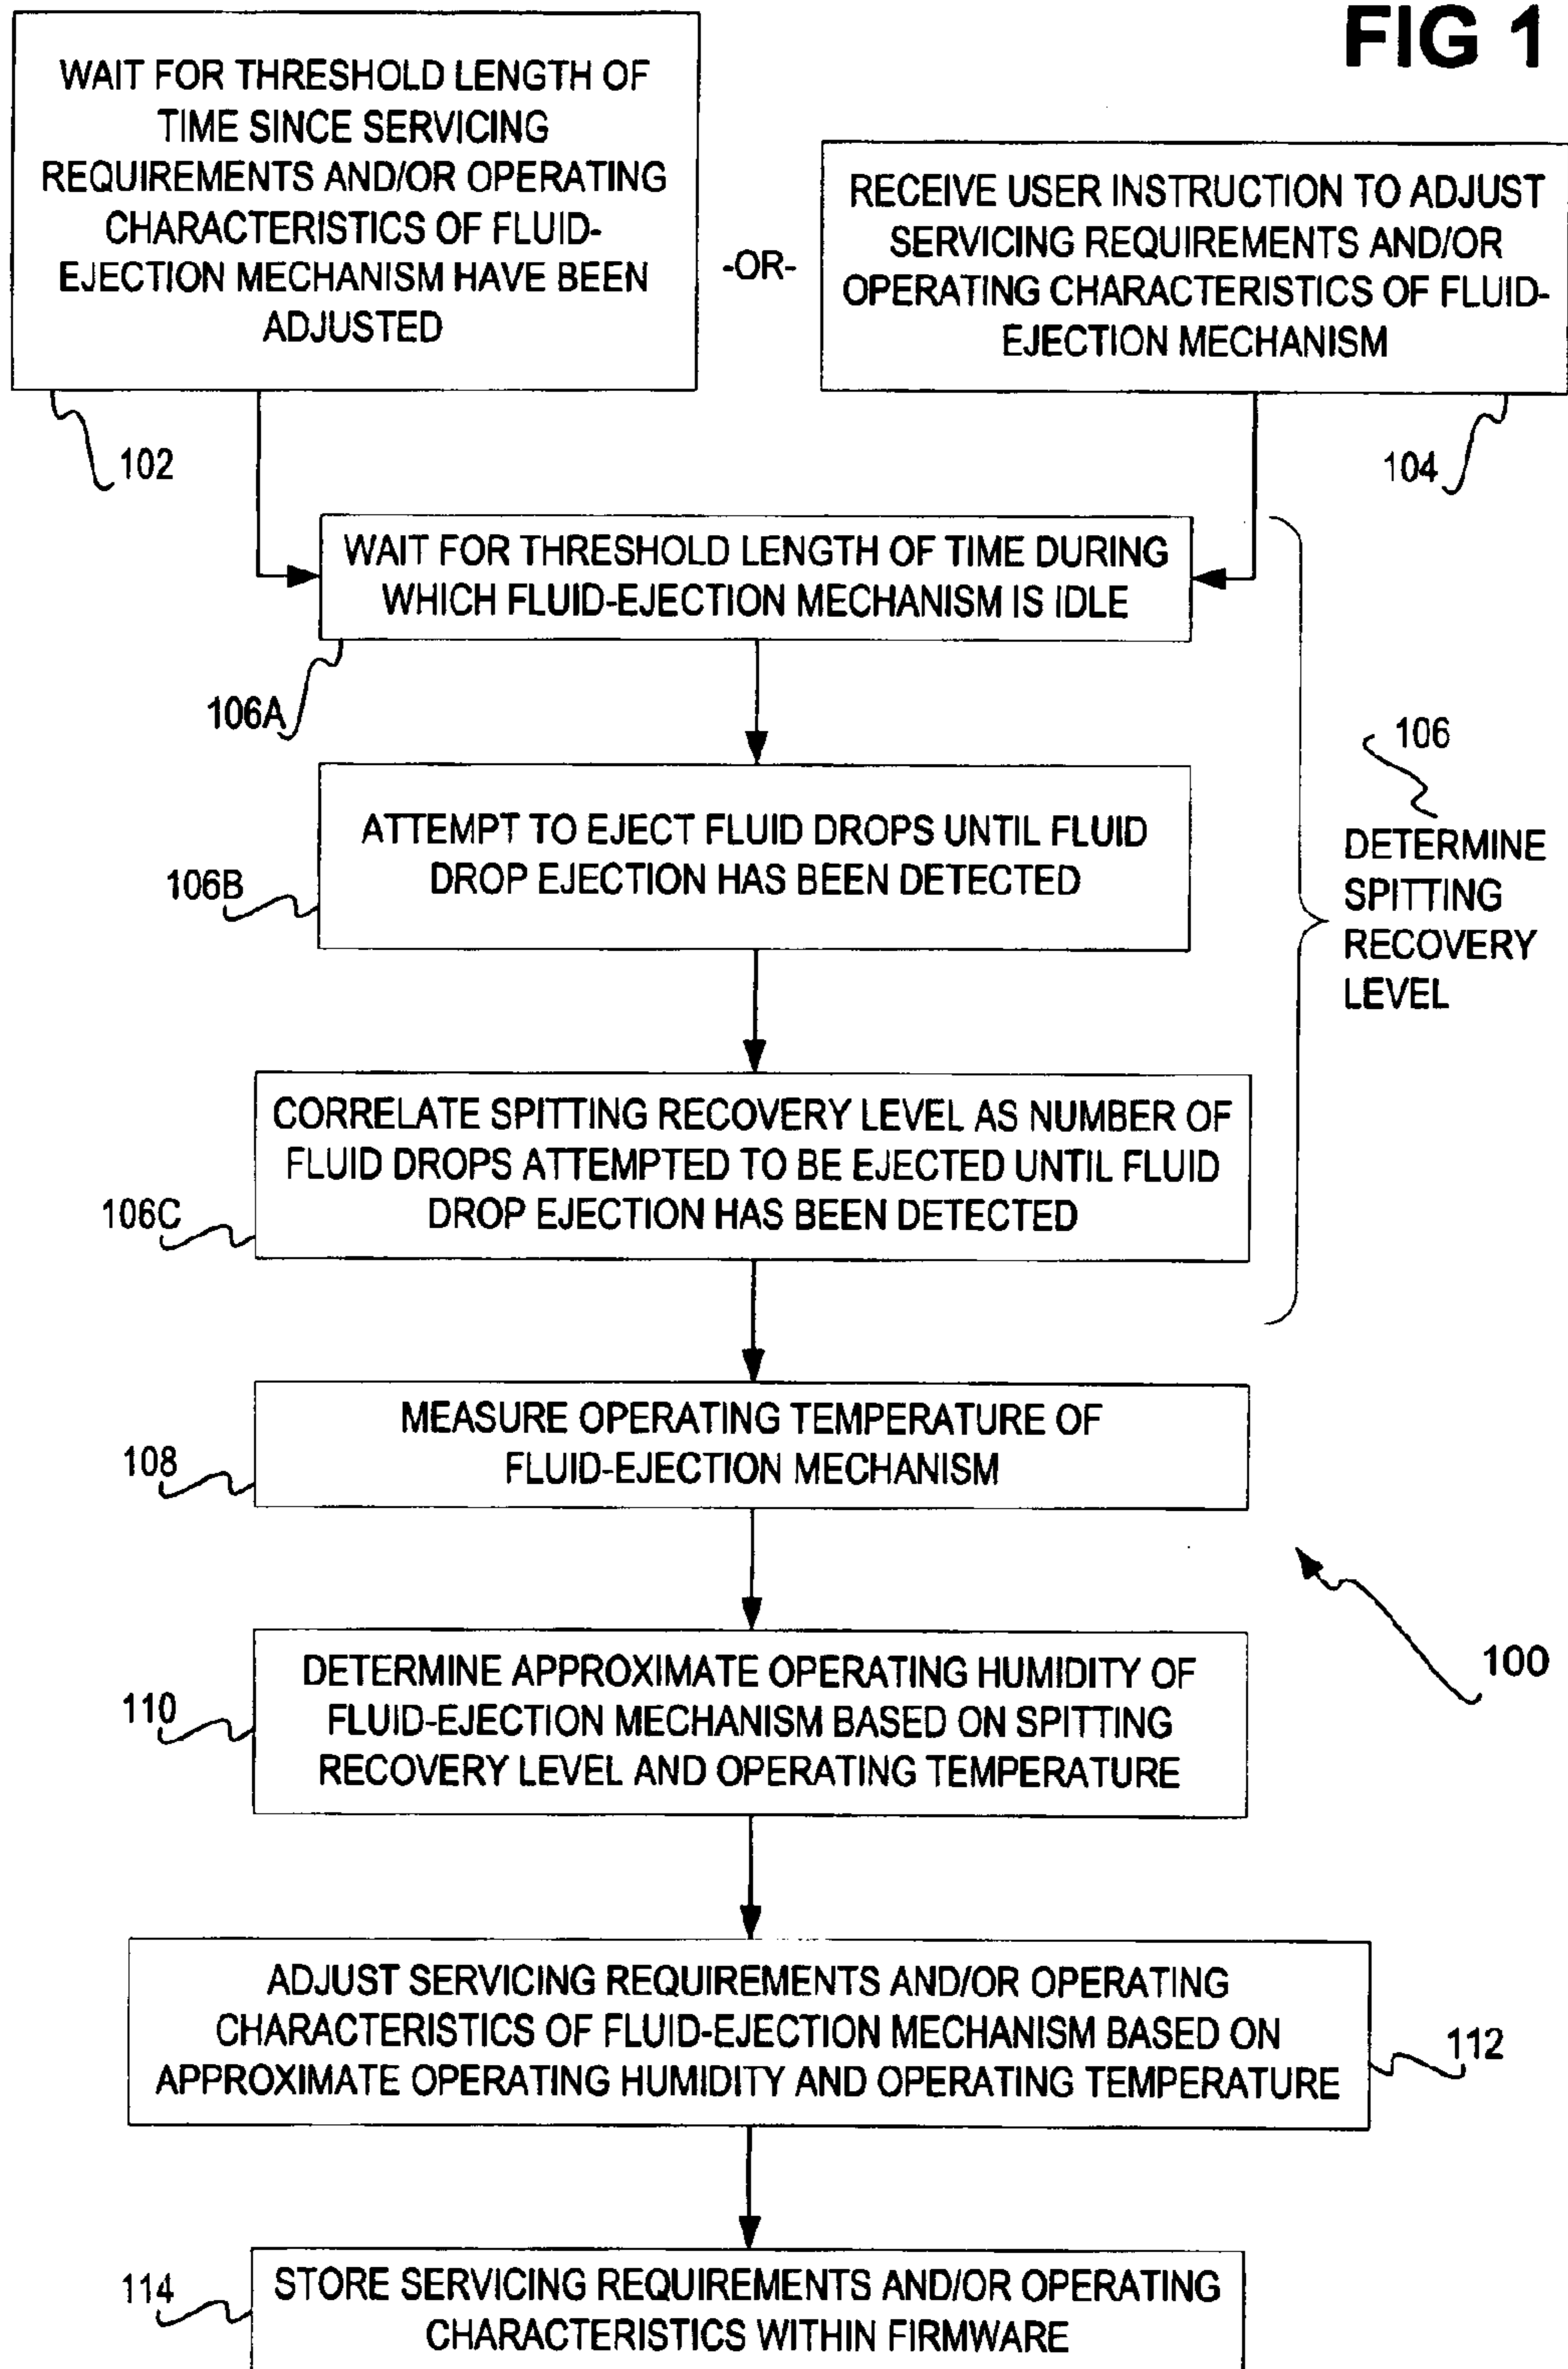 FIG 1
WAIT FOR THRESHOLD LENGTH OF
TIME SINCE SERVICING
REQUIREMENTS AND/OR OPERATING
CHARACTERISTICS OF FLUID-
EJECTION MECHANISM HAVE BEEN
ADJUSTED
-OR-
RECEIVE USER INSTRUCTION TO ADJUST
SERVICING REQUIREMENTS AND/OR
OPERATING CHARACTERISTICS OF FLUID-
EJECTION MECHANISM
102
104
WAIT FOR THRESHOLD LENGTH OF TIME DURING
WHICH FLUID-EJECTION MECHANISM IS IDLE
106A
106
DETERMINE
SPITTING
RECOVERY
LEVEL
ATTEMPT TO EJECT FLUID DROPS UNTIL FLUID
DROP EJECTION HAS BEEN DETECTED
106B
CORRELATE SPITTING RECOVERY LEVEL AS NUMBER OF
FLUID DROPS ATTEMPTED TO BE EJECTED UNTIL FLUID
DROP EJECTION HAS BEEN DETECTED
106C
MEASURE OPERATING TEMPERATURE OF
FLUID-EJECTION MECHANISM
108
100
DETERMINE APPROXIMATE OPERATING HUMIDITY OF
FLUID-EJECTION MECHANISM BASED ON SPITTING
RECOVERY LEVEL AND OPERATING TEMPERATURE
110
ADJUST SERVICING REQUIREMENTS AND/OR OPERATING
CHARACTERISTICS OF FLUID-EJECTION MECHANISM BASED ON
APPROXIMATE OPERATING HUMIDITY AND OPERATING TEMPERATURE
112
STORE SERVICING REQUIREMENTS AND/OR OPERATING
CHARACTERISTICS WITHIN FIRMWARE
114